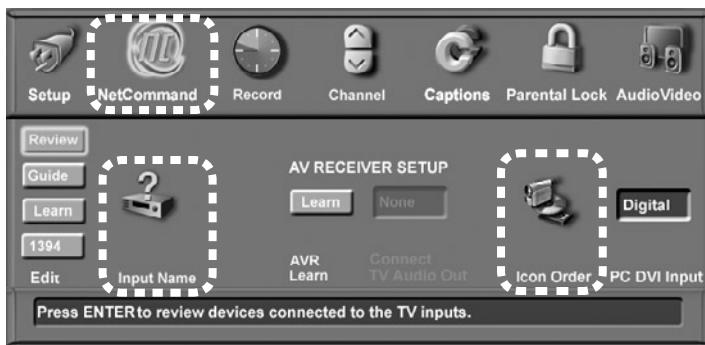 Setup NetCommand Record Channel Captions Parental Lock AudioVideo
Review
Guide
Learn
1394
Edit
?
Input Name
AV RECEIVER SETUP
Learn None
AVR Learn
Connect TV Audio Out
Icon Order
Digital
PC DVI Input
Press ENTERto review devices connected to the TV inputs.